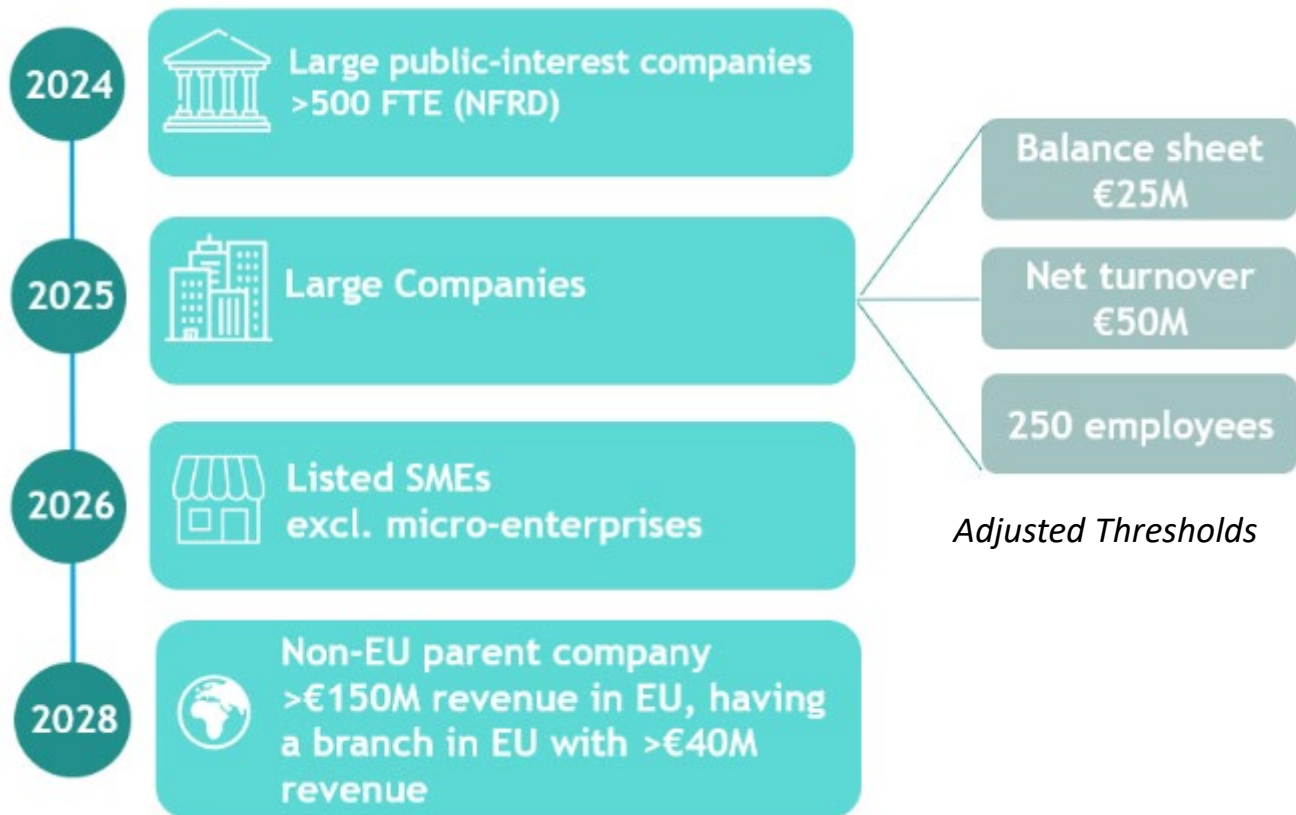 2024
Large public-interest companies
>500 FTE (NFRD)
2025
Large Companies
Balance sheet
€25M
Net turnover
€50M
250 employees
Adjusted Thresholds
2026
Listed SMEs
excl. micro-enterprises
2028
Non-EU parent company
>€150M revenue in EU, having
a branch in EU with >€40M
revenue